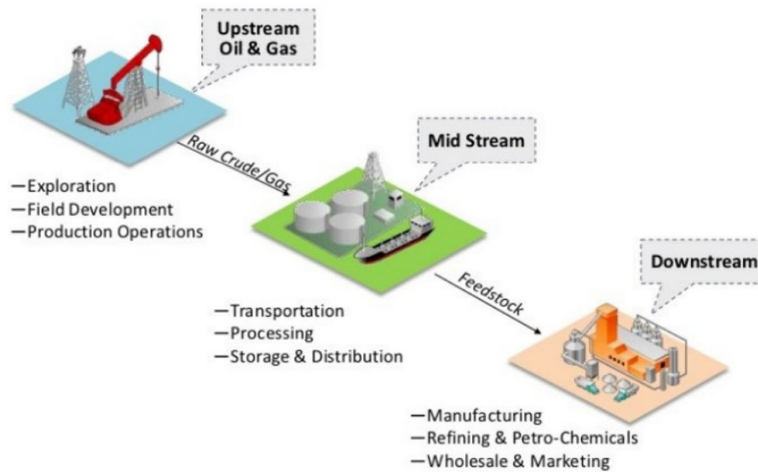 Upstream
Oil & Gas
Raw Crude/Gas
Mid Stream
—Exploration
—Field Development
—Production Operations
Feedstock
Downstream
—Transportation
—Processing
—Storage & Distribution
—Manufacturing
—Refining & Petro-Chemicals
—Wholesale & Marketing